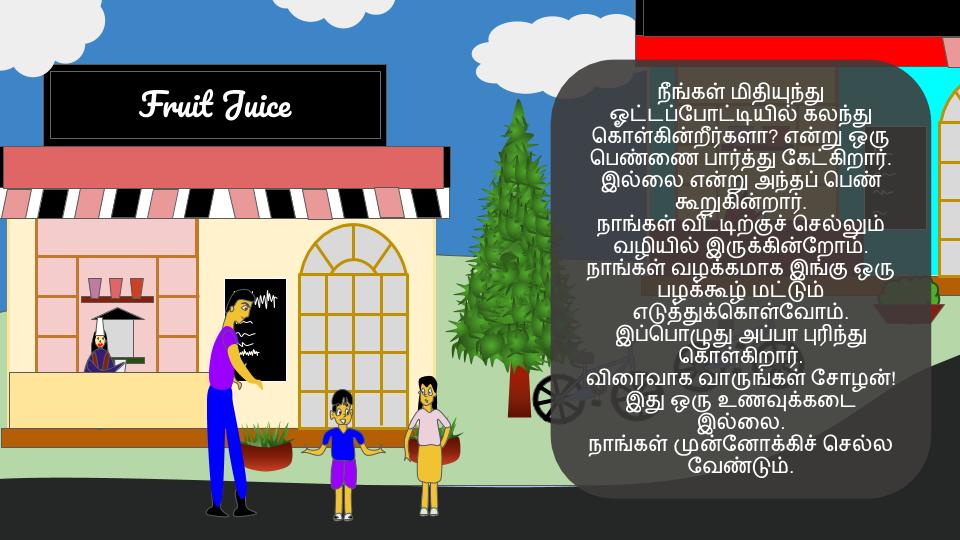 Fruit Juice
நீங்கள் மிதியுந்து
ஓட்டப்போட்டியில் கலந்து
கொள்கின்றீர்களா? என்று ஒரு
பெண்ணை பார்த்து கேட்கிறார்.
இல்லை என்று அந்தப் பெண்
கூறுகின்றார்.
நாங்கள் வீட்டிற்குச் செல்லும்
வழியில் இருக்கின்றோம்.
நாங்கள் வழக்கமாக இங்கு ஒரு
பழக்கூழ் மட்டும்
எடுத்துக்கொள்வோம்.
இப்பொழுது அப்பா புரிந்து
கொள்கிறார்.
விரைவாக வாருங்கள் சோழன்!
இது ஒரு உணவுக்கடை
இல்லை.
நாங்கள் முன்னோக்கிச் செல்ல
வேண்டும்.